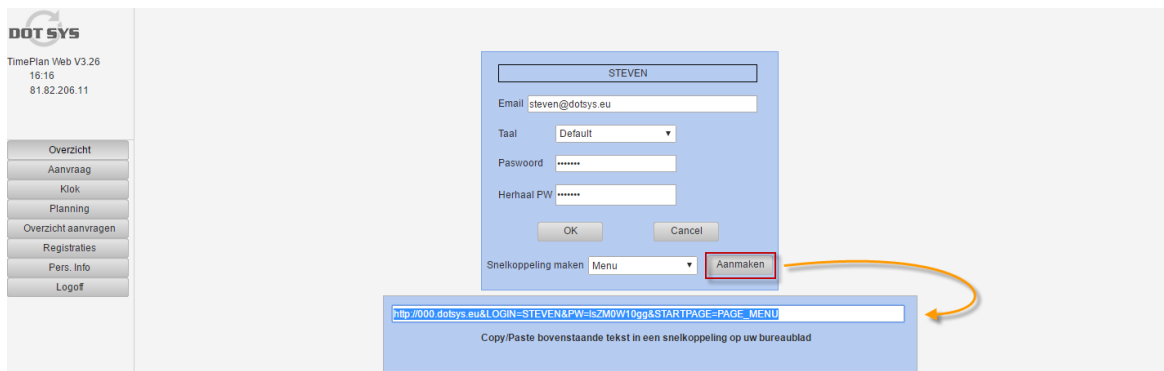 DOT SYS
TimePlan Web V3.26
16:16
81.82.206.11
Overzicht
Aanvraag
Klok
Planning
Overzicht aanvragen
Registraties
Pers. Info
Logoff
STEVEN
Email steven@dotsys.eu
Taal Default
Paswoord •••••••
Herhaal PW •••••••
OK Cancel
Snelkoppeling maken Menu Aanmaken
http://000.dotsys.eu&LOGIN=STEVEN&PW=IsZM0W10gg&STARTPAGE=PAGE_MENU
Copy/Paste bovenstaande tekst in een snelkoppeling op uw bureaublad